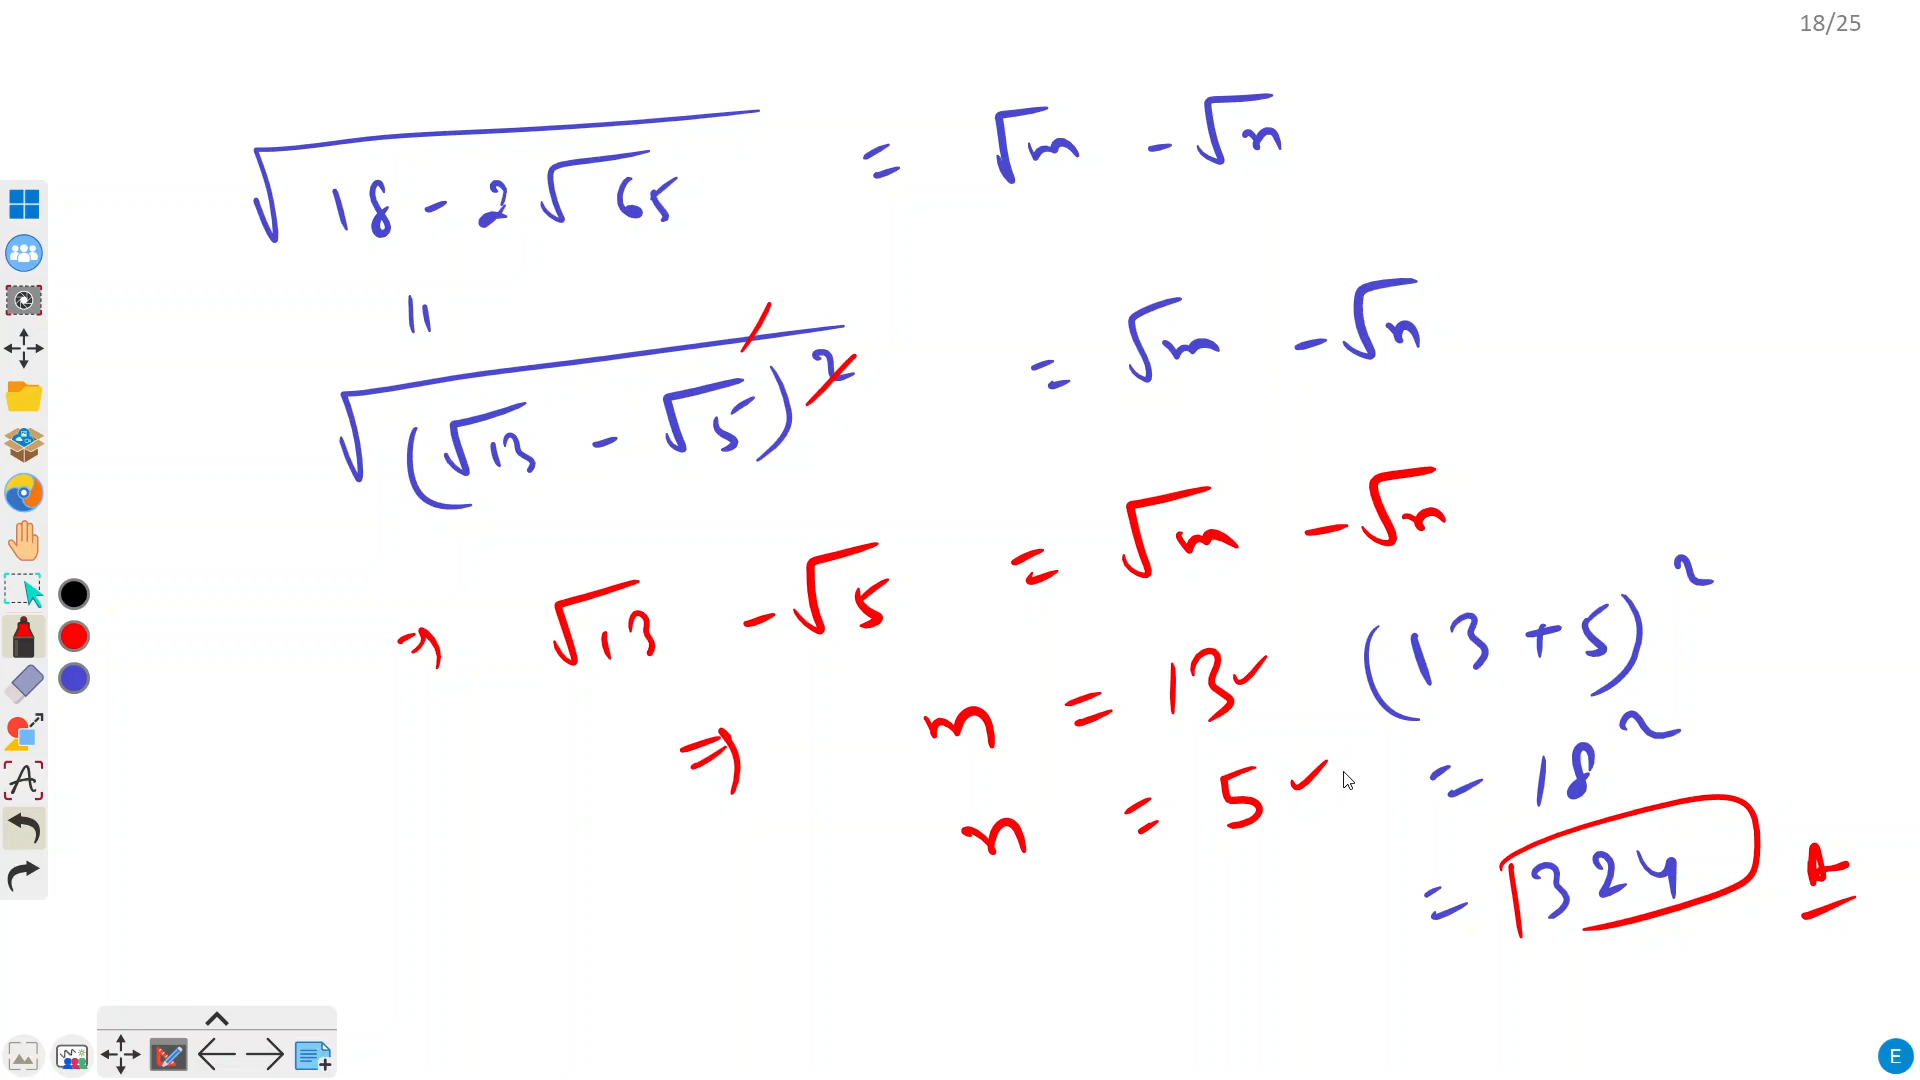 18/25
√(18 - 2√65) = √m - √n
||
√((√13 - √5)²) = √m - √n
⇒ √13 - √5 = √m - √n
⇒ m = 13 ✓
n = 5 ✓
(13 + 5)²
= 18²
= 324
A
E